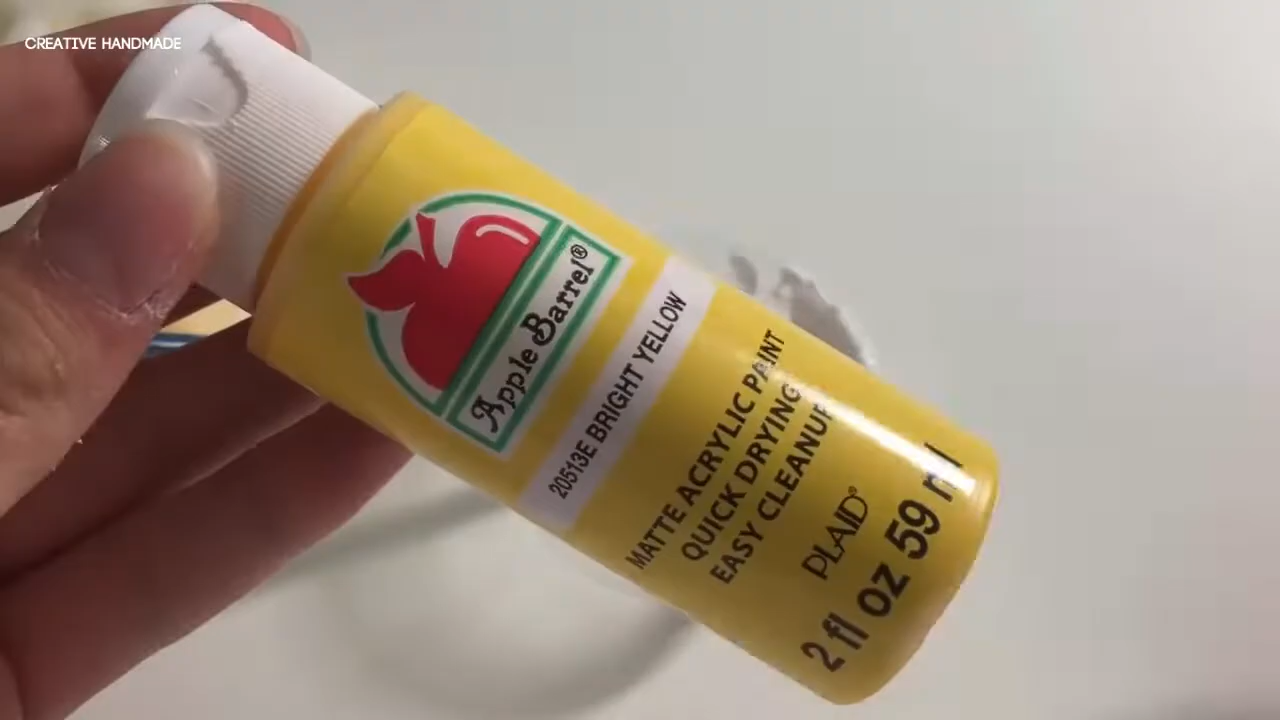 CREATIVE HANDMADE
Apple Barrel®
20513E BRIGHT YELLOW
MATTE ACRYLIC PAINT
QUICK DRYING
EASY CLEANUP
PLAID®
2 fl oz 59 ml